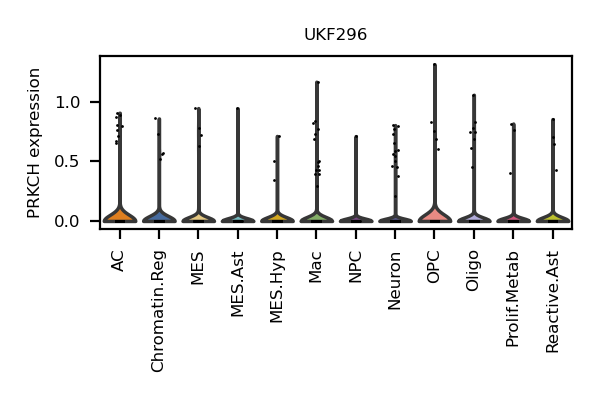 UKF296
PRKCH expression
1.0
0.5
0.0
AC
Chromatin.Reg
MES
MES.Ast
MES.Hyp
Mac
NPC
Neuron
OPC
Oligo
Prolif.Metab
Reactive.Ast